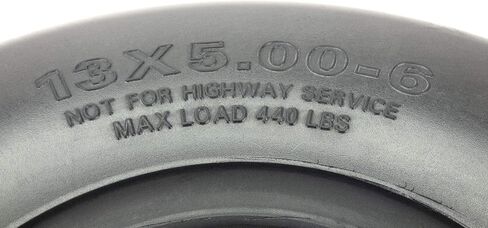 13X5.00-6
NOT FOR HIGHWAY SERVICE
MAX LOAD 440 LBS